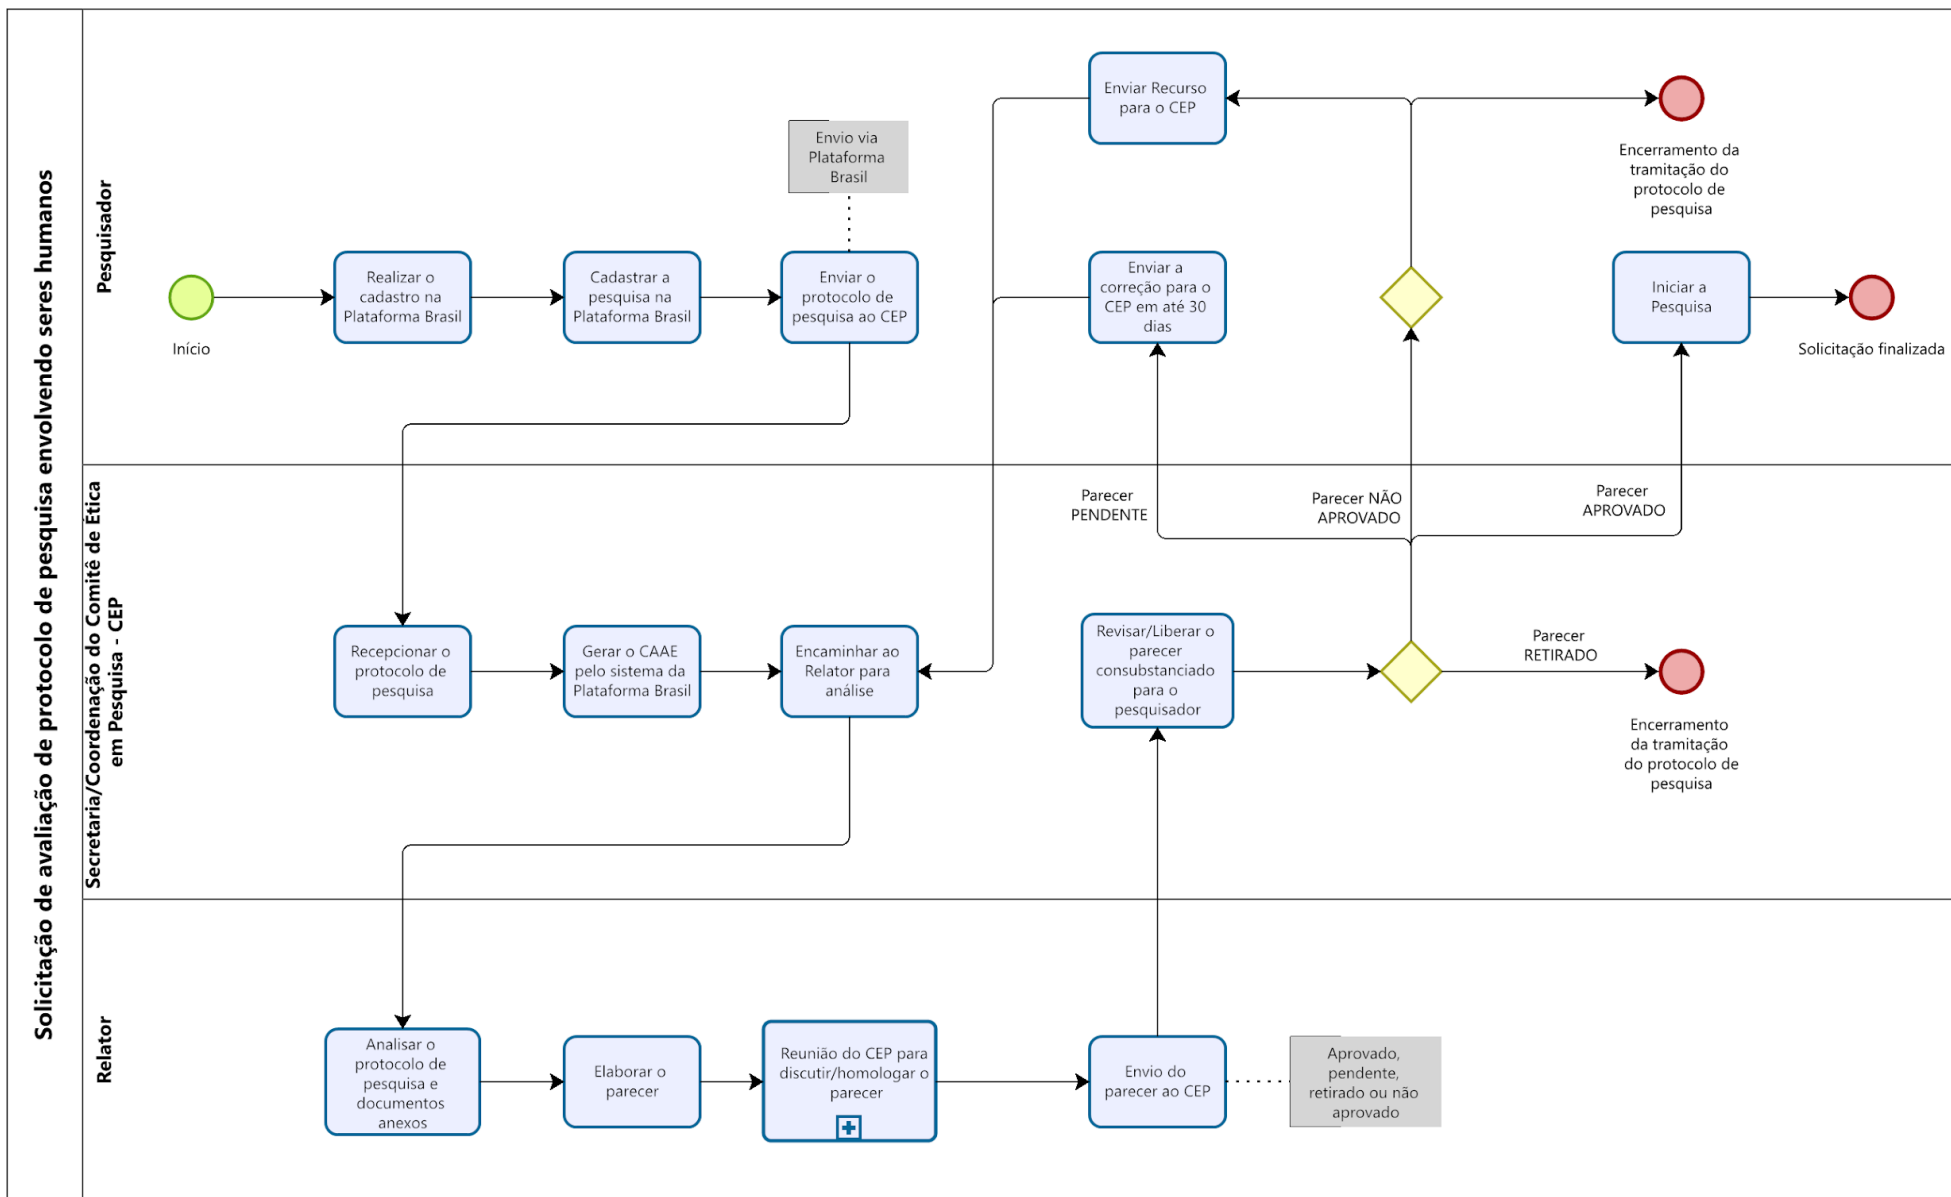 Solicitação de avaliação de protocolo de pesquisa envolvendo seres humanos
Pesquisador
Início
Realizar o
cadastro na
Plataforma Brasil
Cadastrar a
pesquisa na
Plataforma Brasil
Envio via
Plataforma
Brasil
Enviar o
protocolo de
pesquisa ao CEP
Enviar Recurso
para o CEP
Enviar a
correção para o
CEP em até 30
dias
Encerramento da
tramitação do
protocolo de
pesquisa
Iniciar a
Pesquisa
Solicitação finalizada
Secretaria/Coordenação do Comitê de Ética
em Pesquisa - CEP
Parecer
PENDENTE
Parecer NÃO
APROVADO
Parecer
APROVADO
Recepcionar o
protocolo de
pesquisa
Gerar o CAAE
pelo sistema da
Plataforma Brasil
Encaminhar ao
Relator para
análise
Revisar/Liberar o
parecer
consubstanciado
para o
pesquisador
Parecer
RETIRADO
Encerramento
da tramitação
do protocolo de
pesquisa
Relator
Analisar o
protocolo de
pesquisa e
documentos
anexos
Elaborar o
parecer
Reunião do CEP para
discutir/homologar o
parecer
Envio do
parecer ao CEP
Aprovado,
pendente,
retirado ou não
aprovado